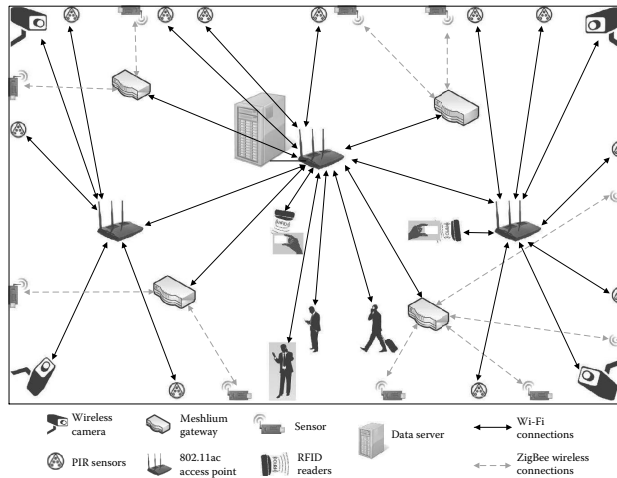 Wireless
camera
Meshlium
gateway
Sensor
Data server
Wi-Fi
connections
PIR sensors
802.11ac
access point
RFID
readers
ZigBee wireless
connections